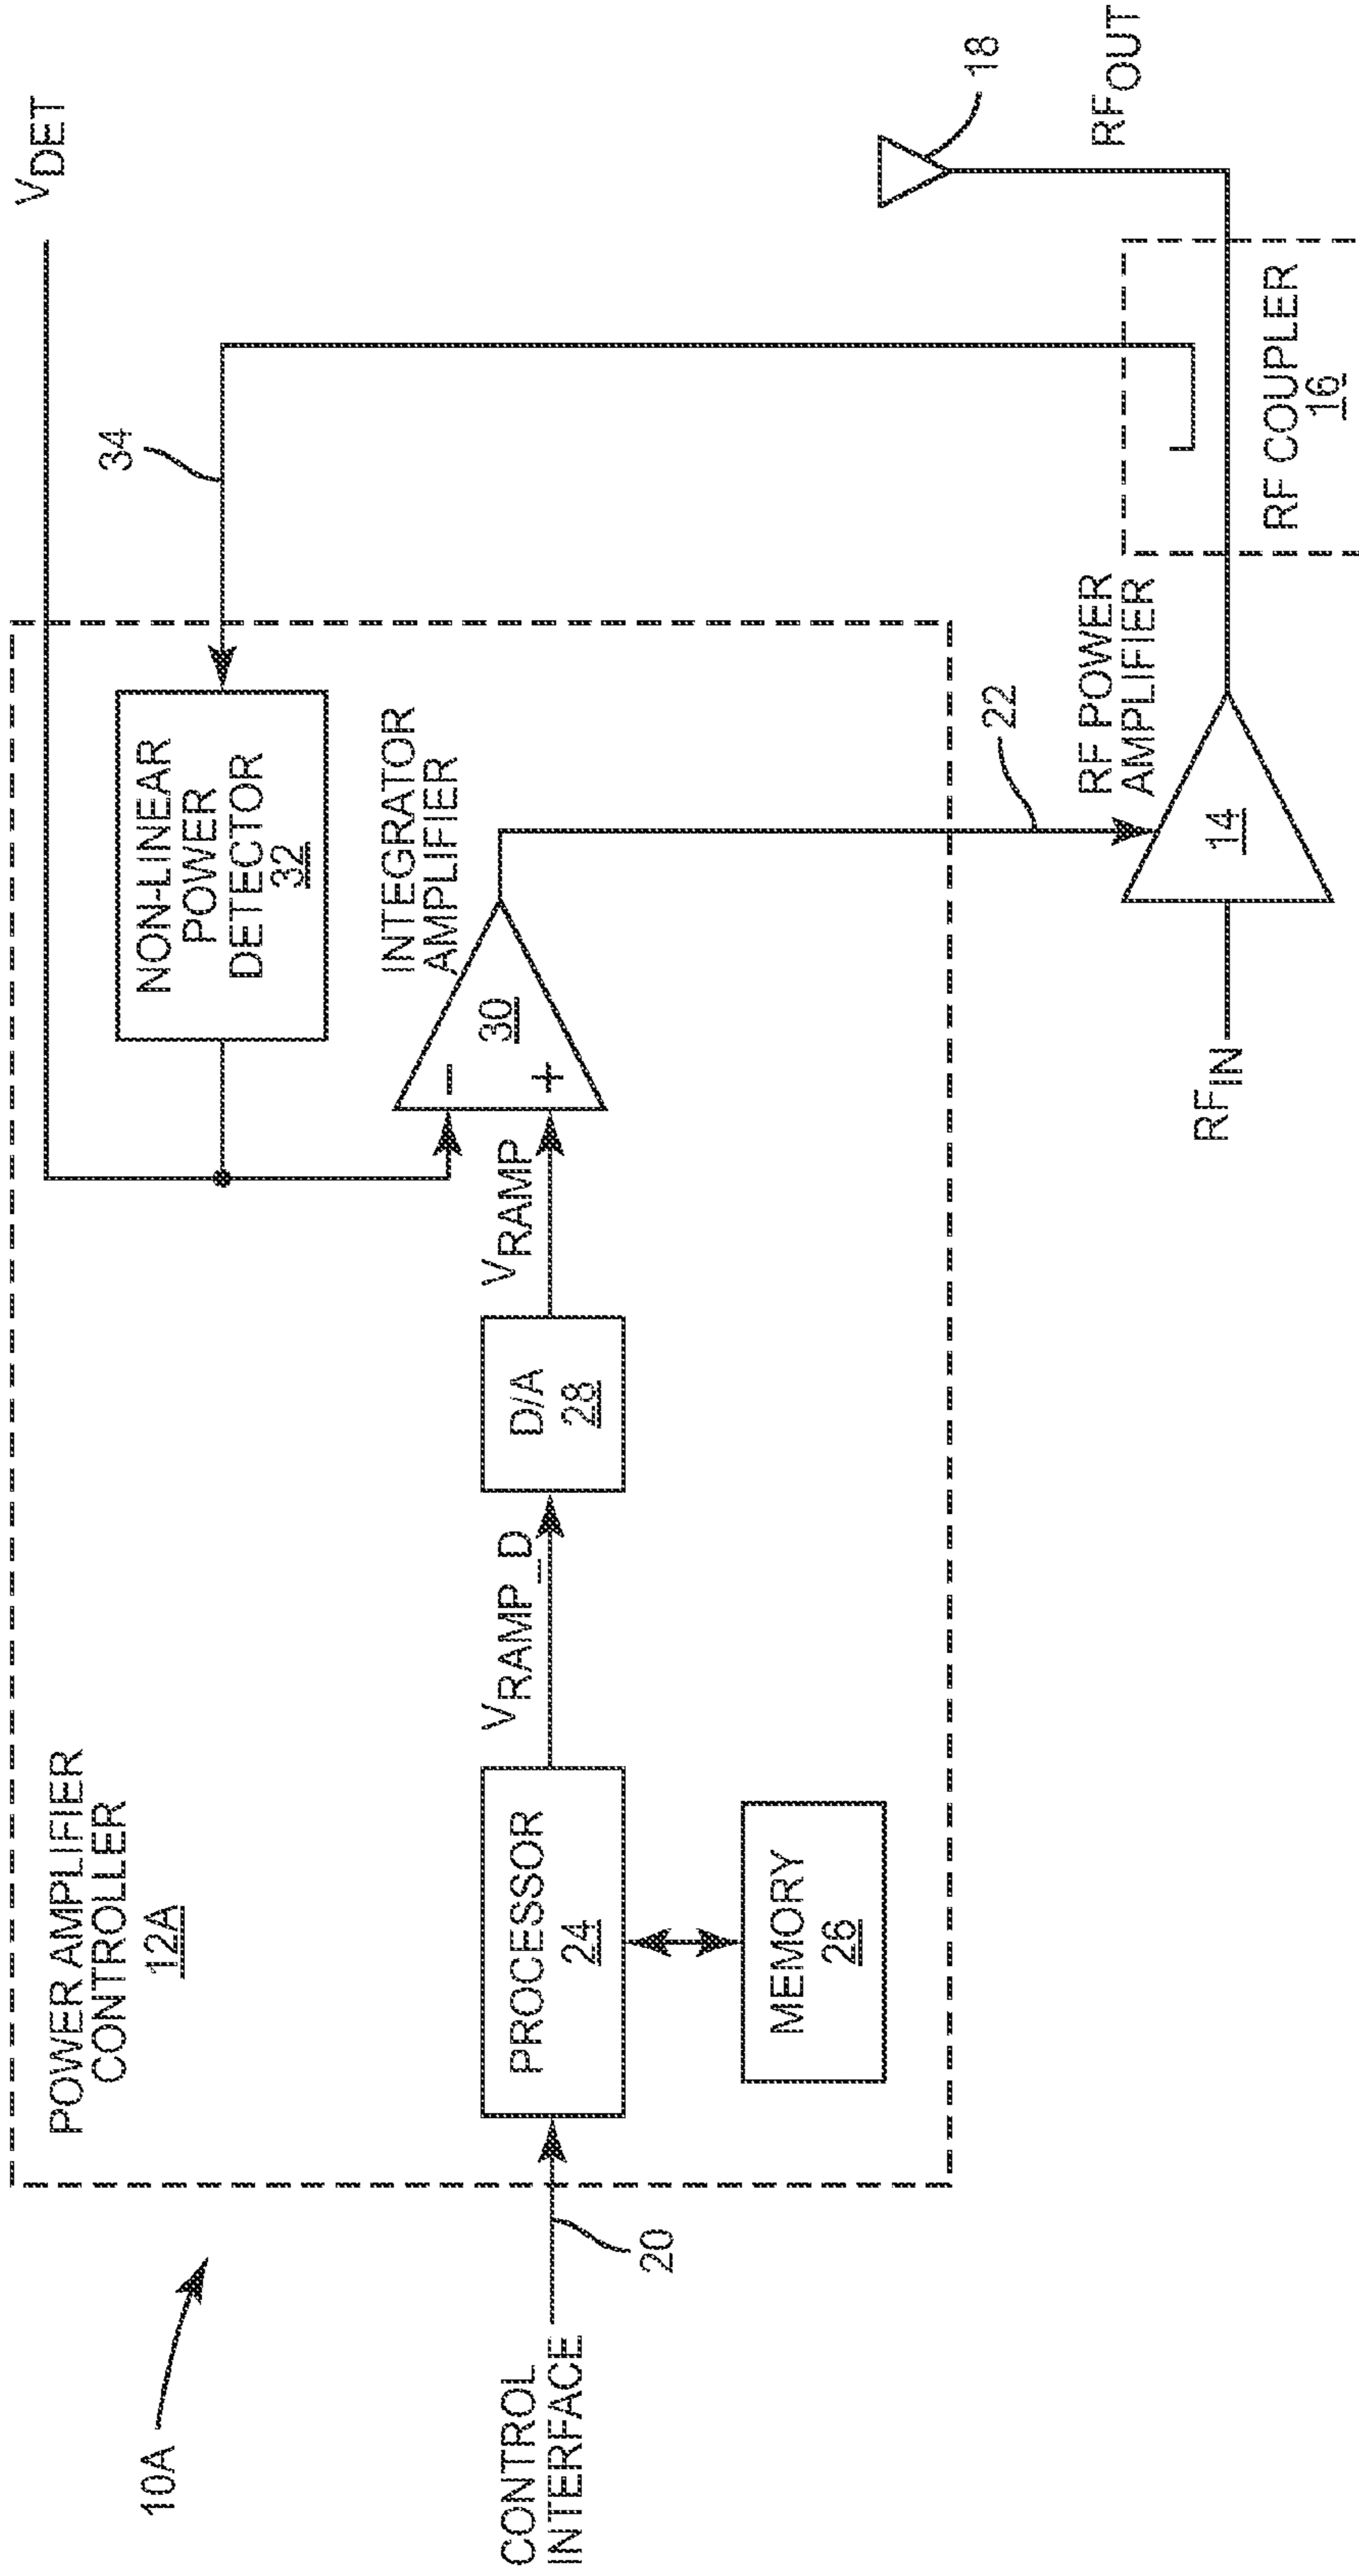 10A
POWER AMPLIFIER
CONTROLLER
12A
V_DET
34
NON-LINEAR
POWER
DETECTOR
32
INTEGRATOR
AMPLIFIER
30
−
+
CONTROL
INTERFACE
20
PROCESSOR
24
V_RAMP_D
D/A
28
V_RAMP
MEMORY
26
22
18
RF_OUT
RF POWER
AMPLIFIER
14
RF_IN
RF COUPLER
16